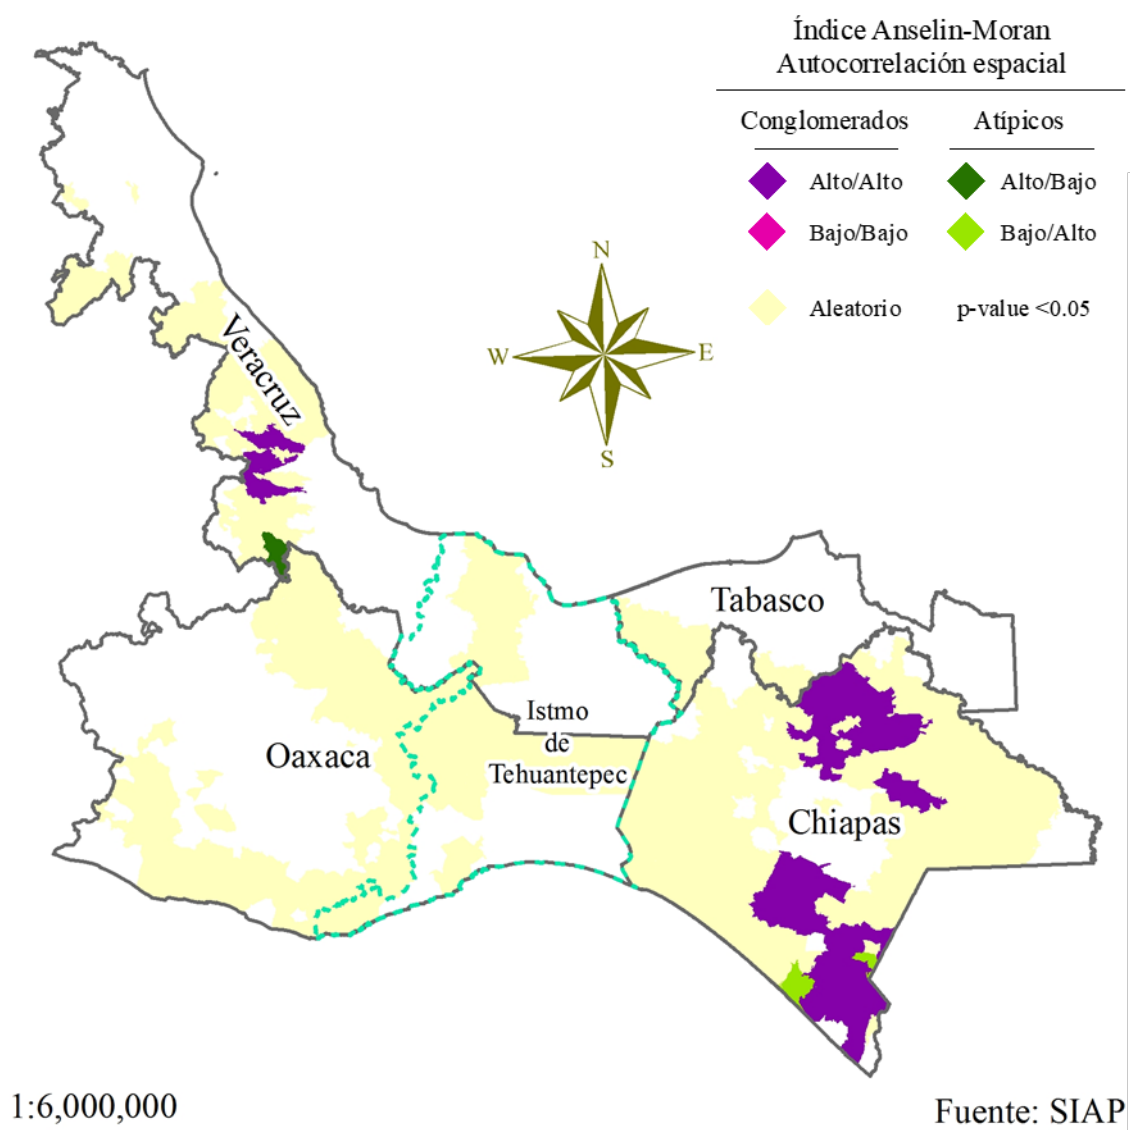 Índice Anselin-Moran
Autocorrelación espacial
Conglomerados
Atípicos
Alto/Alto
Alto/Bajo
Bajo/Bajo
Bajo/Alto
Aleatorio
p-value <0.05
N
W
E
S
Veracruz
Tabasco
Istmo
de
Tehuantepec
Oaxaca
Chiapas
1:6,000,000
Fuente: SIAP